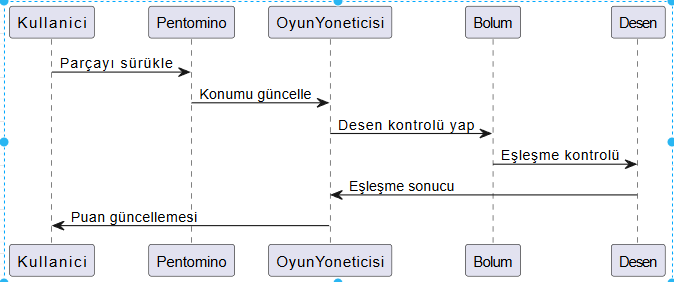 Kullanici Pentomino OyunYoneticisi Bolum Desen
Parçayı sürükle
Konumu güncelle
Desen kontrolü yap
Eşleşme kontrolü
Eşleşme sonucu
Puan güncellemesi
Kullanici Pentomino OyunYoneticisi Bolum Desen